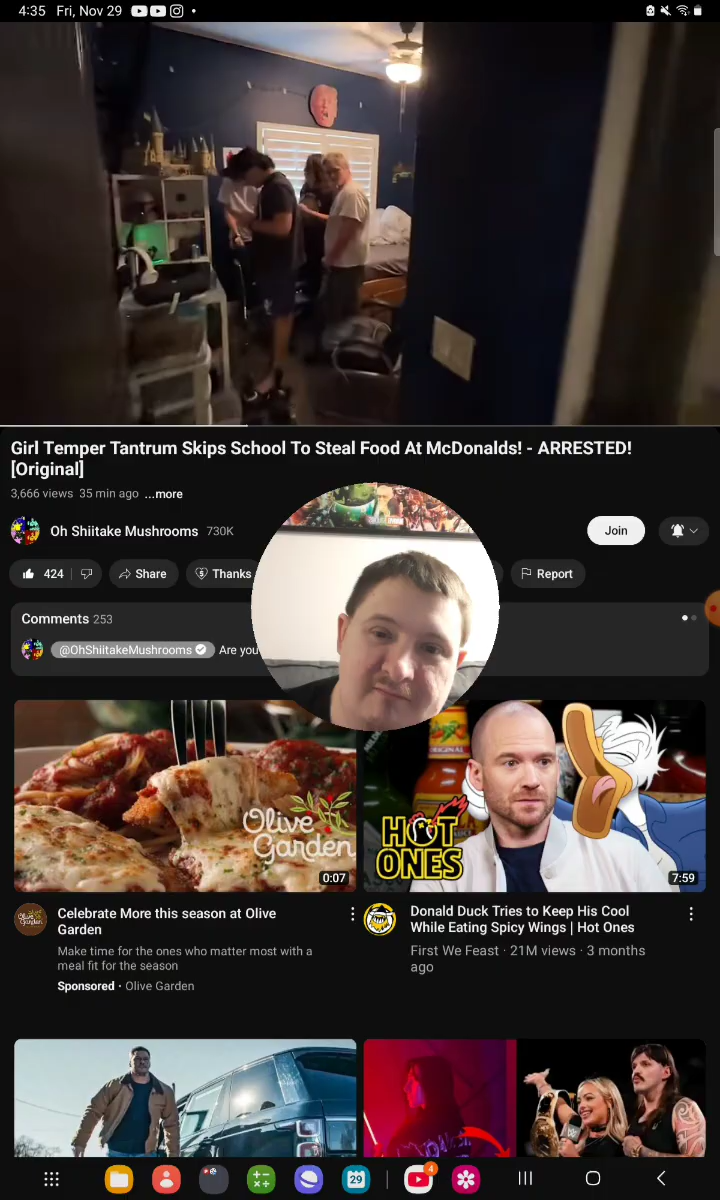 4:35 Fri, Nov 29
Girl Temper Tantrum Skips School To Steal Food At McDonalds! - ARRESTED!
[Original]
3,666 views 35 min ago ...more
Oh Shiitake Mushrooms 730K
Join
424
Share
Thanks
Report
Comments 253
@OhShiitakeMushrooms Are you
Olive
Garden
0:07
ORIGINAL
HOT
ONES
7:59
Celebrate More this season at Olive
Garden
Make time for the ones who matter most with a
meal fit for the season
Sponsored · Olive Garden
Donald Duck Tries to Keep His Cool
While Eating Spicy Wings | Hot Ones
First We Feast · 21M views · 3 months
ago
29
4